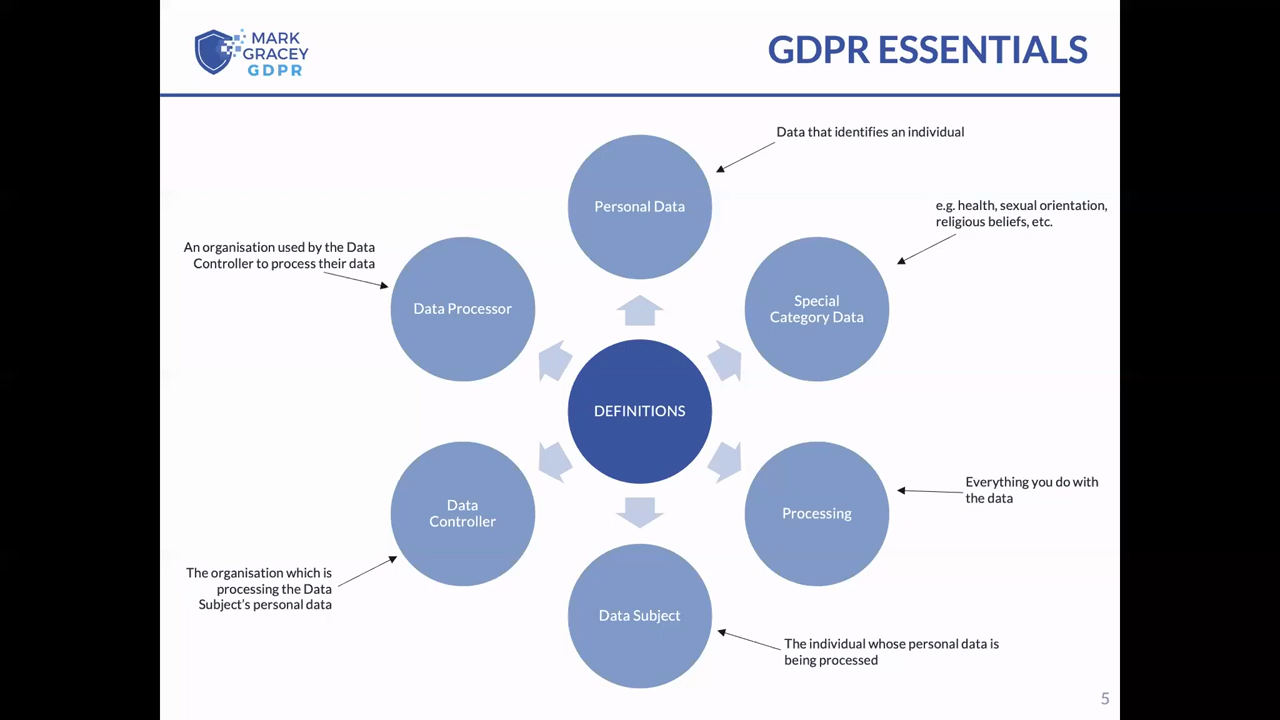 MARK
GRACEY
GDPR
GDPR ESSENTIALS
Data that identifies an individual
Personal Data
e.g. health, sexual orientation,
religious beliefs, etc.
An organisation used by the Data
Controller to process their data
Data Processor
Special
Category Data
DEFINITIONS
Everything you do with
the data
Data
Controller
Processing
The organisation which is
processing the Data
Subject's personal data
Data Subject
The individual whose personal data is
being processed
5